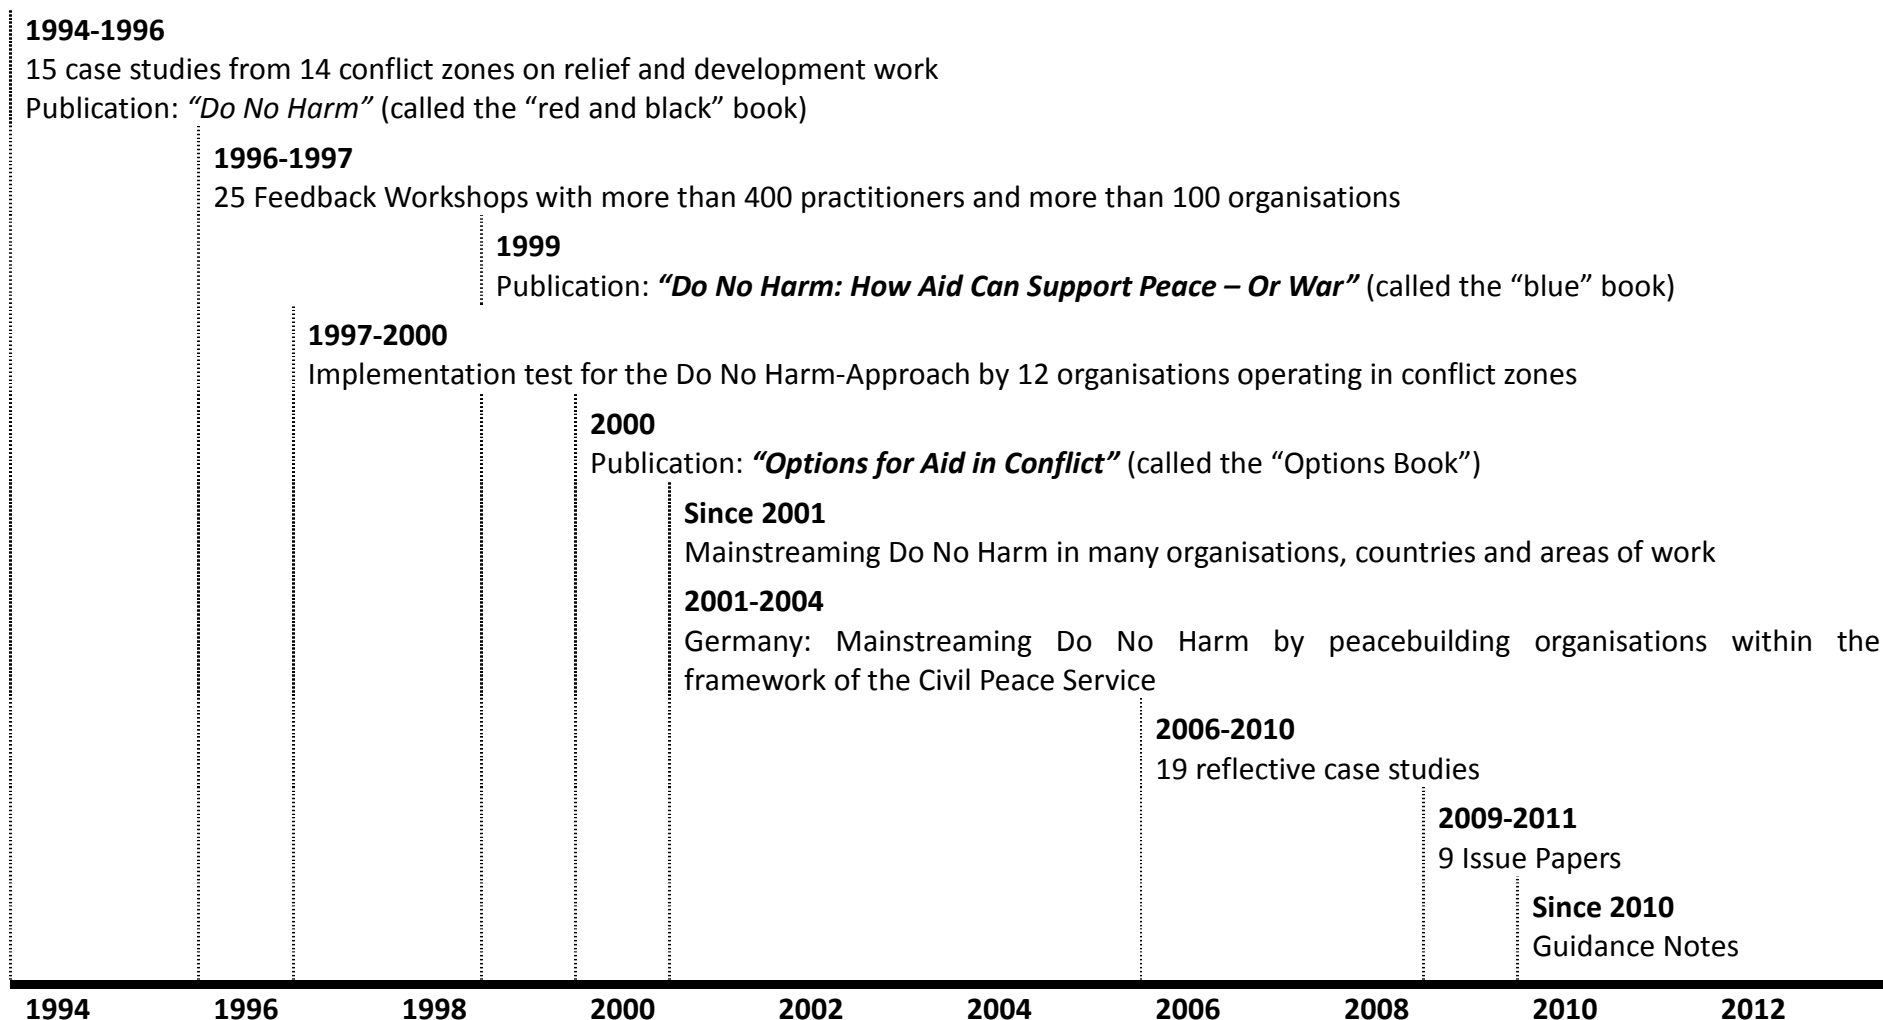 1994-1996
15 case studies from 14 conflict zones on relief and development work
Publication: “Do No Harm” (called the “red and black” book)
1996-1997
25 Feedback Workshops with more than 400 practitioners and more than 100 organisations
1999
Publication: “Do No Harm: How Aid Can Support Peace – Or War” (called the “blue” book)
1997-2000
Implementation test for the Do No Harm-Approach by 12 organisations operating in conflict zones
2000
Publication: “Options for Aid in Conflict” (called the “Options Book”)
Since 2001
Mainstreaming Do No Harm in many organisations, countries and areas of work
2001-2004
Germany: Mainstreaming Do No Harm by peacebuilding organisations within the
framework of the Civil Peace Service
2006-2010
19 reflective case studies
2009-2011
9 Issue Papers
Since 2010
Guidance Notes
1994 1996 1998 2000 2002 2004 2006 2008 2010 2012